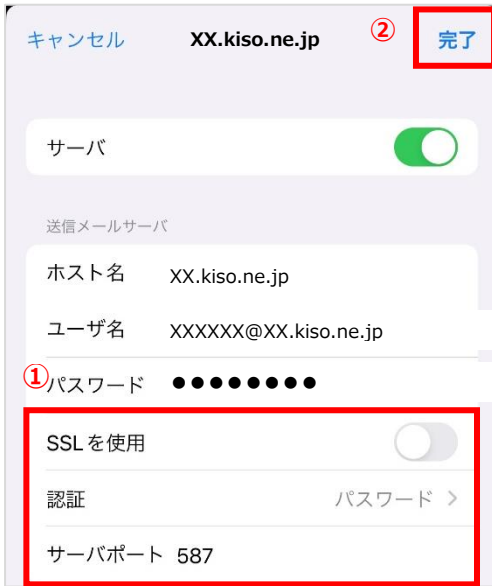 キャンセル XX.kiso.ne.jp ② 完了
サーバ
送信メールサーバ
ホスト名 XX.kiso.ne.jp
ユーザ名 XXXXXX@XX.kiso.ne.jp
①
パスワード ●●●●●●●●
SSLを使用
認証 パスワード >
サーバポート 587